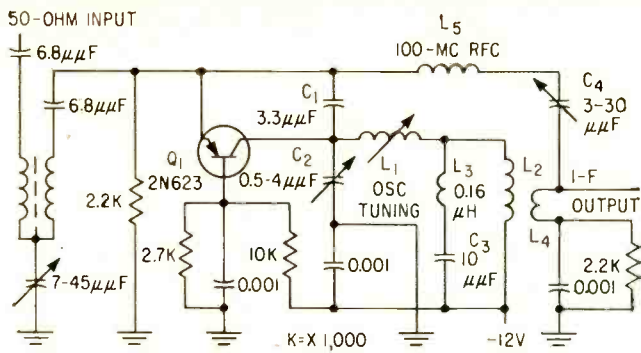 50-OHM INPUT
6.8μμF
6.8μμF
7-45μμF
2.2K
Q1
2N623
2.7K
0.001
10K
C1
3.3μμF
C2
0.5-4μμF
0.001
L5
100-MC RFC
L1
OSC
TUNING
L3
0.16
μH
C3
10
μμF
L2
C4
3-30
μμF
I-F
OUTPUT
L4
2.2K
0.001
K=X 1,000
-12V